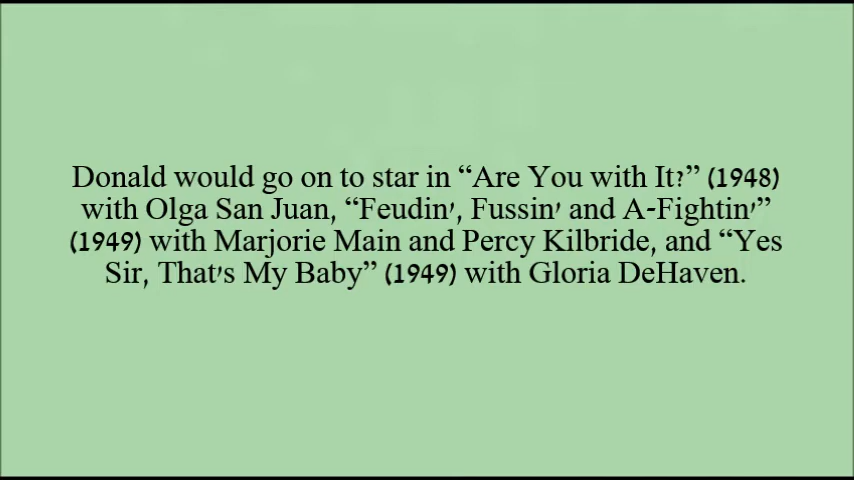 Donald would go on to star in “Are You with It?” (1948)
with Olga San Juan, “Feudin', Fussin' and A-Fightin'”
(1949) with Marjorie Main and Percy Kilbride, and “Yes
Sir, That's My Baby” (1949) with Gloria DeHaven.